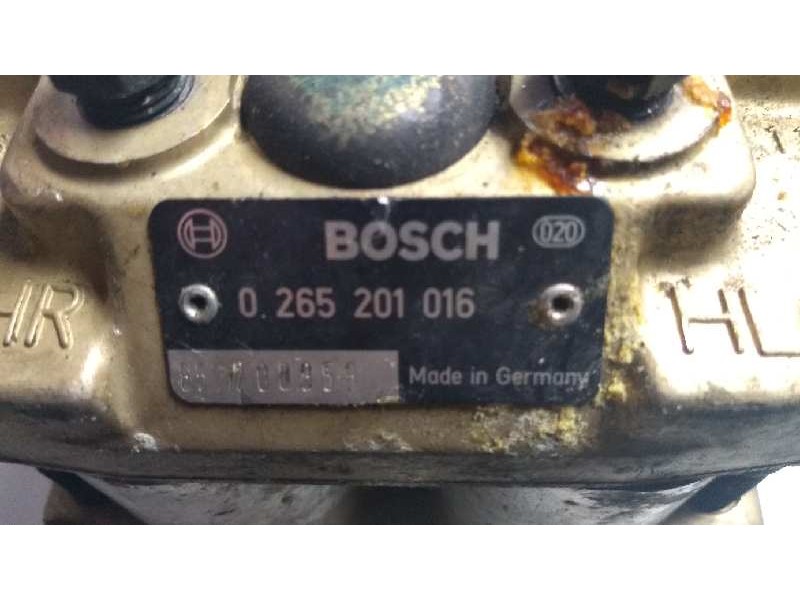 BOSCH 020
0 265 201 016
HR HL
Made in Germany